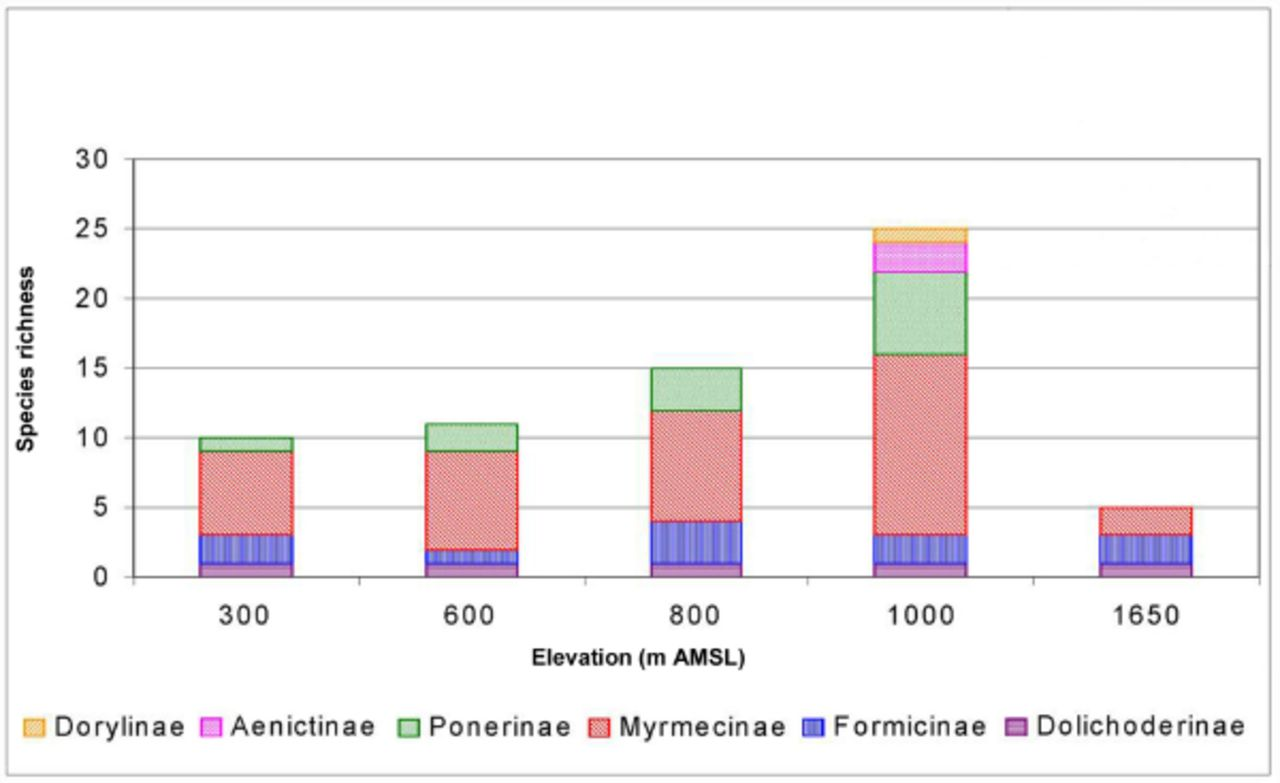 30
25
20
15
10
5
0
Species richness
300 600 800 1000 1650
Elevation (m AMSL)
Dorylinae Aenictinae Ponerinae Myrmecinae Formicinae Dolichoderinae